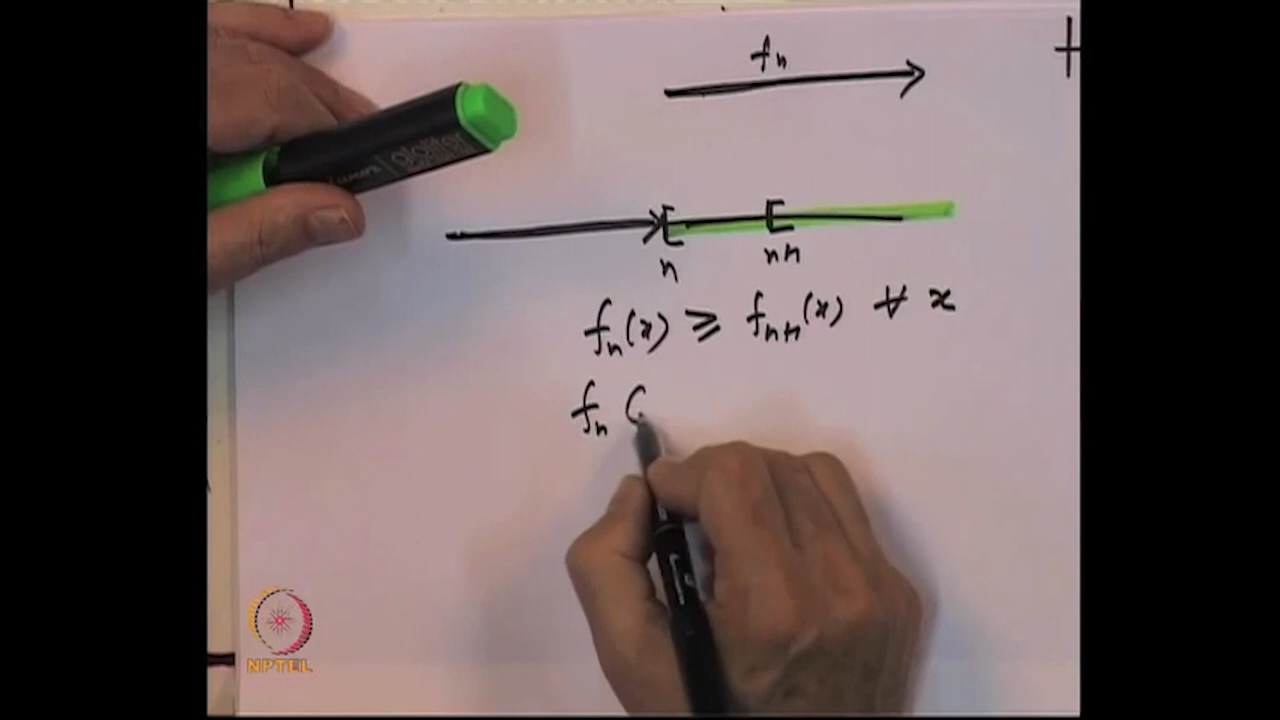 fₙ
n n+1
fₙ(x) ≥ fₙ₊₁(x) ∀ x
fₙ (
NPTEL